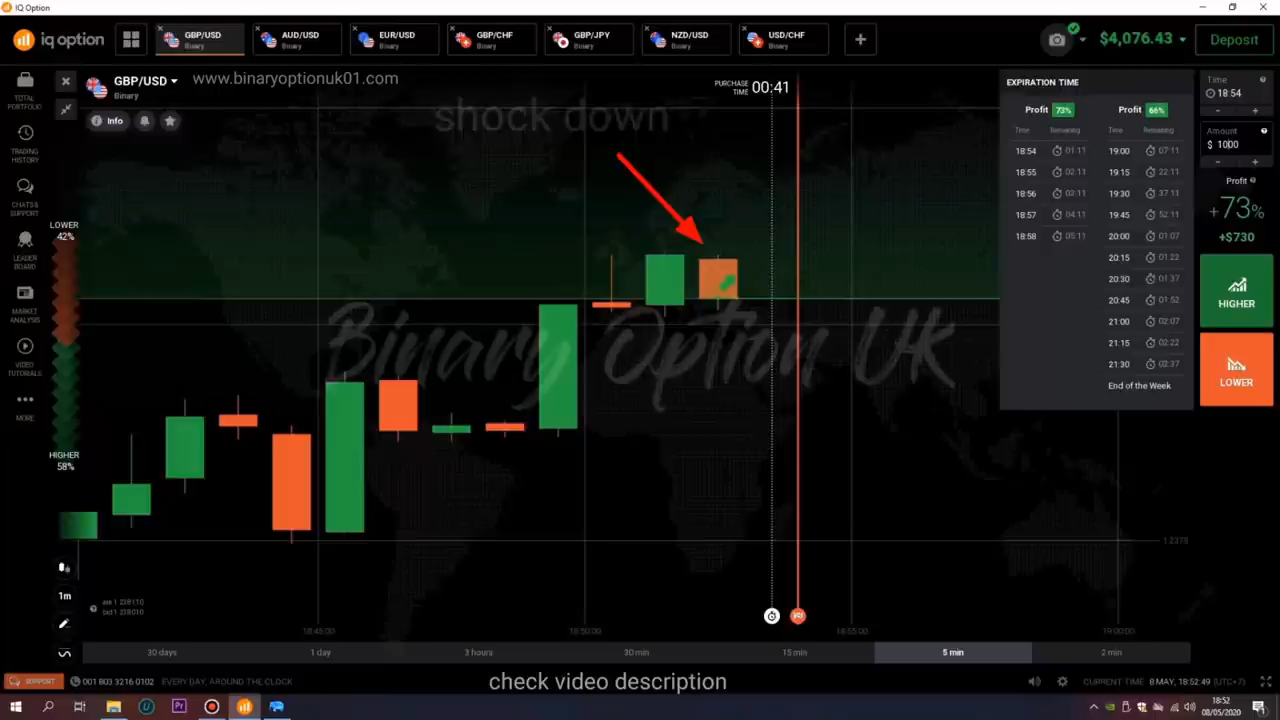 IQ Option
iq option
GBP/USD
Binary
AUD/USD
Binary
EUR/USD
Binary
GBP/CHF
Binary
GBP/JPY
Binary
NZD/USD
Binary
USD/CHF
Binary
$4,076.43
Deposit
TOTAL
PORTFOLIO
TRADING
HISTORY
CHATS &
SUPPORT
LEADER
BOARD
MARKET
ANALYSIS
VIDEO
TUTORIALS
MORE
GBP/USD
Binary
www.binaryoptionuk01.com
Info
shock down
PURCHASE
TIME
00:41
LOWER
42%
HIGHER
58%
Binary Option UK
EXPIRATION TIME
Profit 73%
Profit 66%
Time Remaining Time Remaining
18:54 01:11 19:00 07:11
18:55 02:11 19:15 22:11
18:56 03:11 19:30 37:11
18:57 04:11 19:45 52:11
18:58 05:11 20:00 01:07
20:15 01:22
20:30 01:37
20:45 01:52
21:00 02:07
21:15 02:22
21:30 02:37
End of the Week
Time
18:54
- +
Amount
$ 1000
- +
Profit
+73%
+$730
HIGHER
LOWER
1m
1.2378
18:45:00
18:50:00
18:55:00
19:00:00
30 days
1 day
3 hours
30 min
15 min
5 min
2 min
SUPPORT
001 803 3216 0102
EVERY DAY, AROUND THE CLOCK
check video description
CURRENT TIME: 8 MAY, 18:52:49 (UTC+7)
18:52
08/05/2020